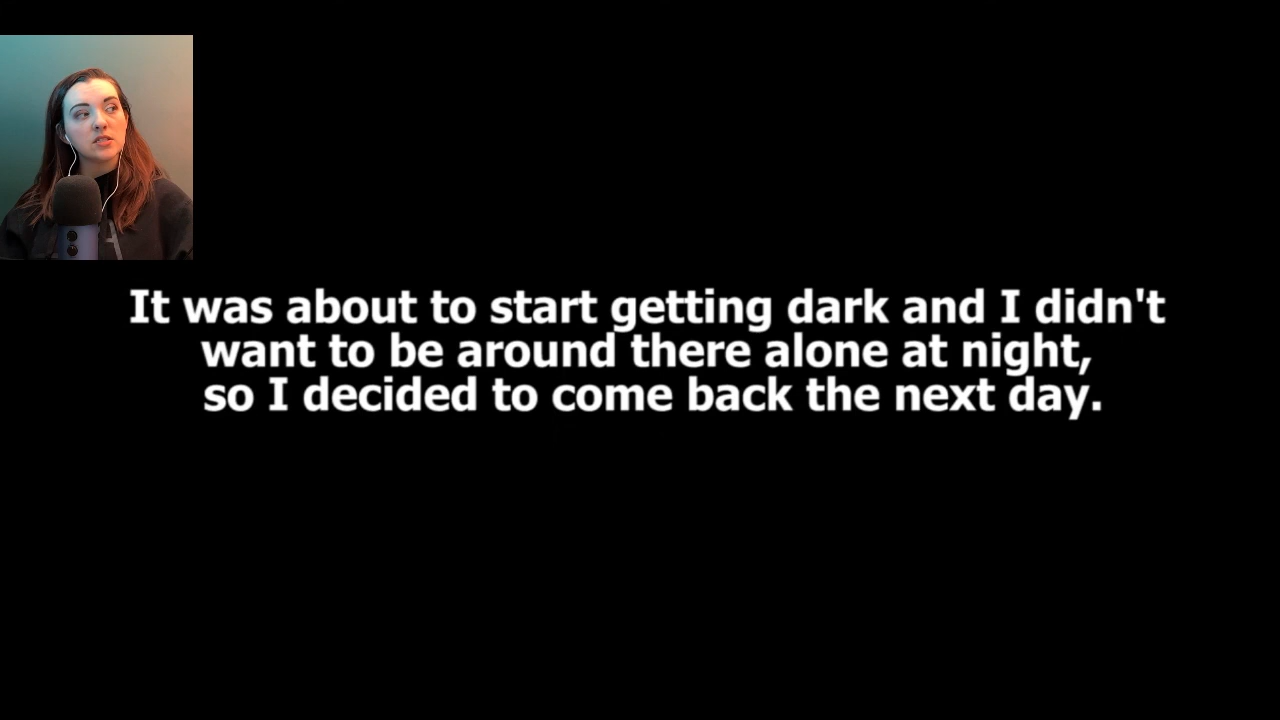 It was about to start getting dark and I didn't
want to be around there alone at night,
so I decided to come back the next day.